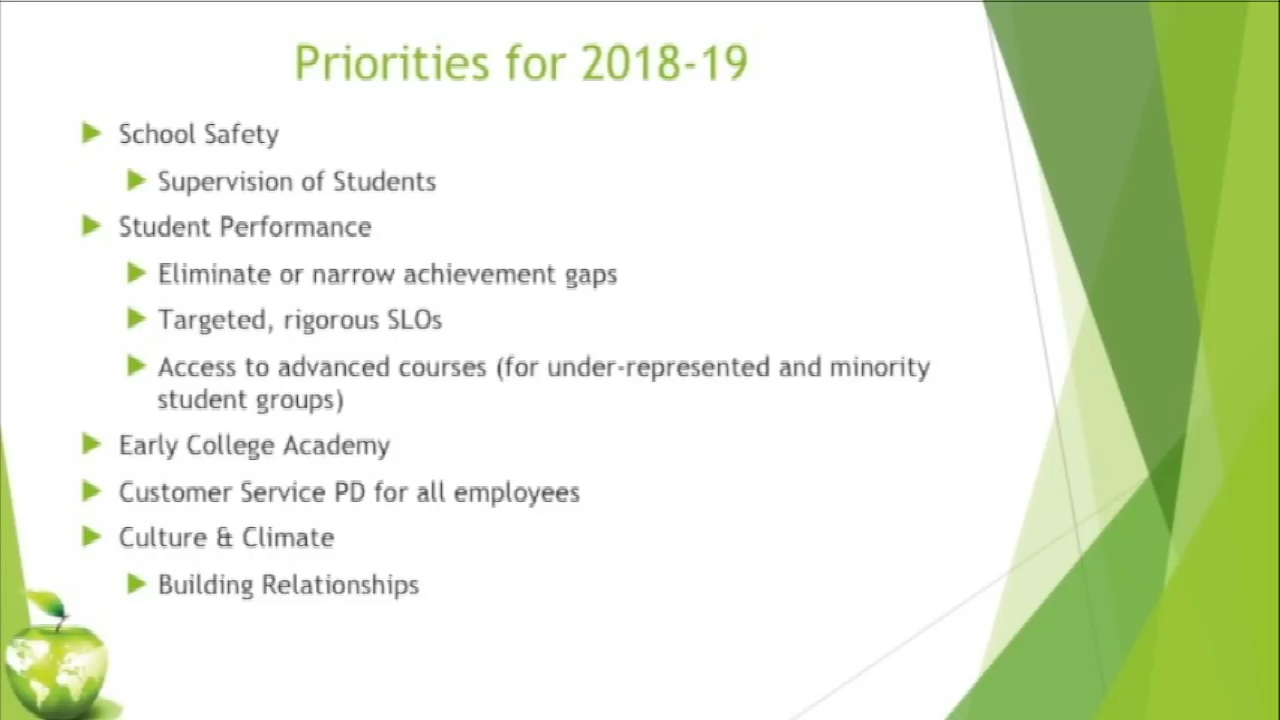 Priorities for 2018-19
School Safety
Supervision of Students
Student Performance
Eliminate or narrow achievement gaps
Targeted, rigorous SLOs
Access to advanced courses (for under-represented and minority
student groups)
Early College Academy
Customer Service PD for all employees
Culture & Climate
Building Relationships